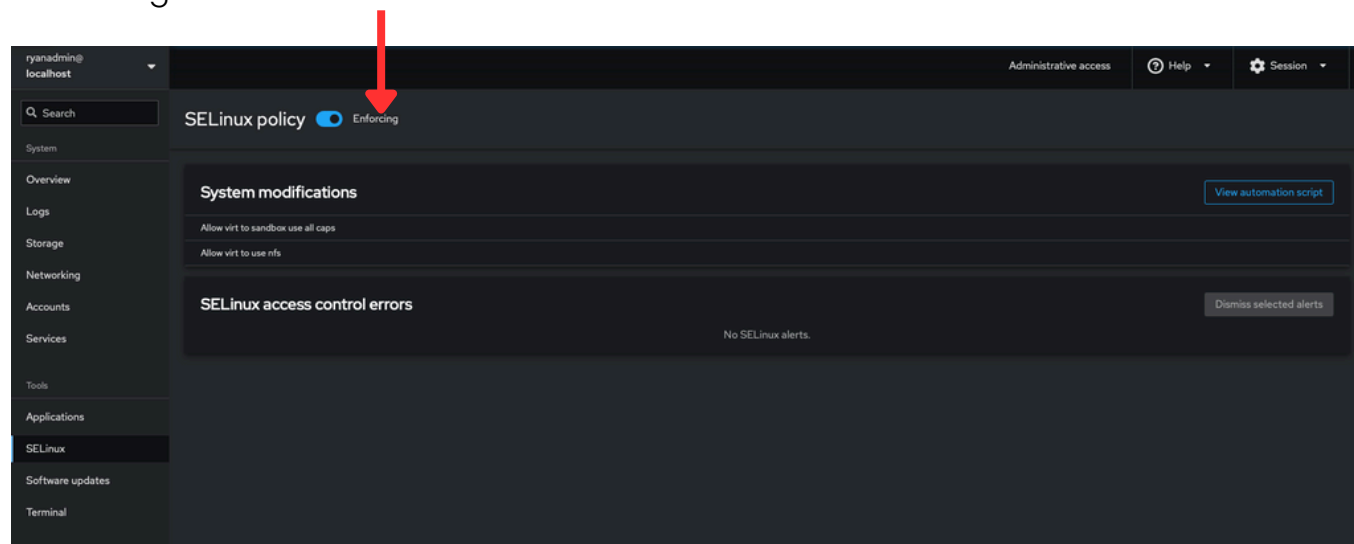 ryanadmin@
localhost
Administrative access
Help
Session
Search
SELinux policy
Enforcing
System
Overview
Logs
Storage
Networking
Accounts
Services
Tools
Applications
SELinux
Software updates
Terminal
System modifications
View automation script
Allow virt to sandbox use all caps
Allow virt to use nfs
SELinux access control errors
Dismiss selected alerts
No SELinux alerts.